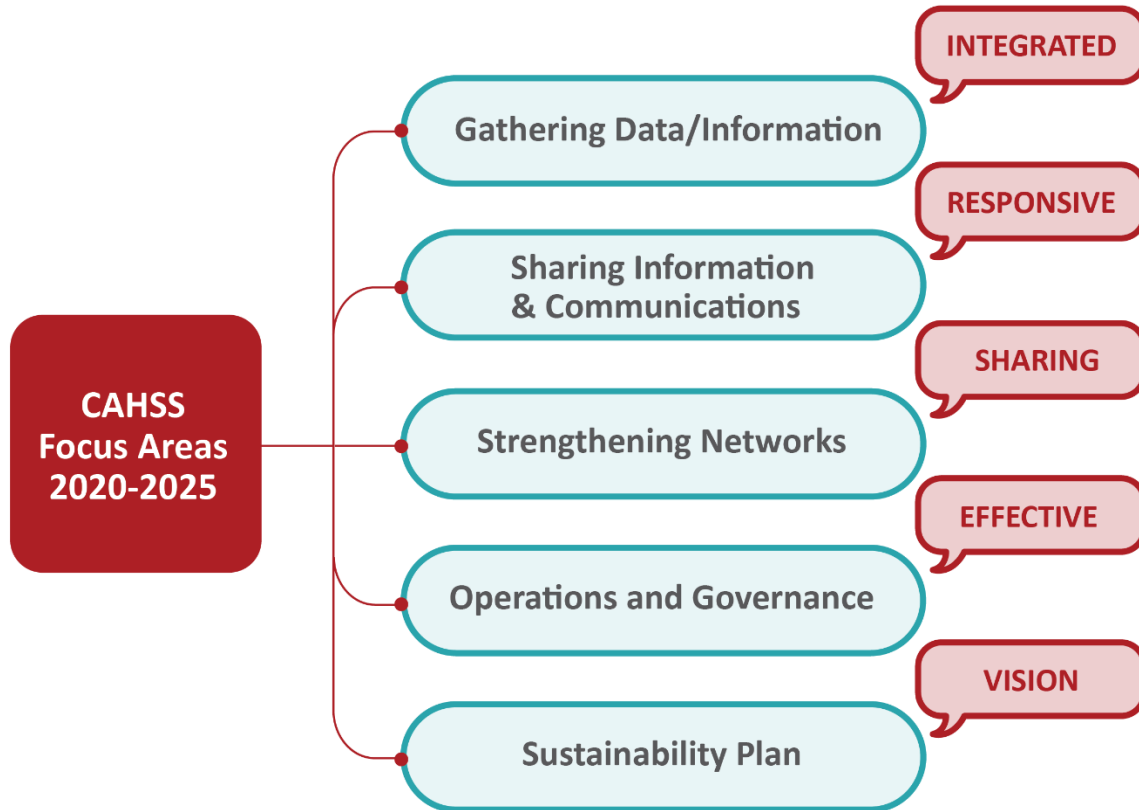 INTEGRATED
Gathering Data/Information
RESPONSIVE
Sharing Information
& Communications
SHARING
CAHSS
Focus Areas
2020-2025
Strengthening Networks
EFFECTIVE
Operations and Governance
VISION
Sustainability Plan